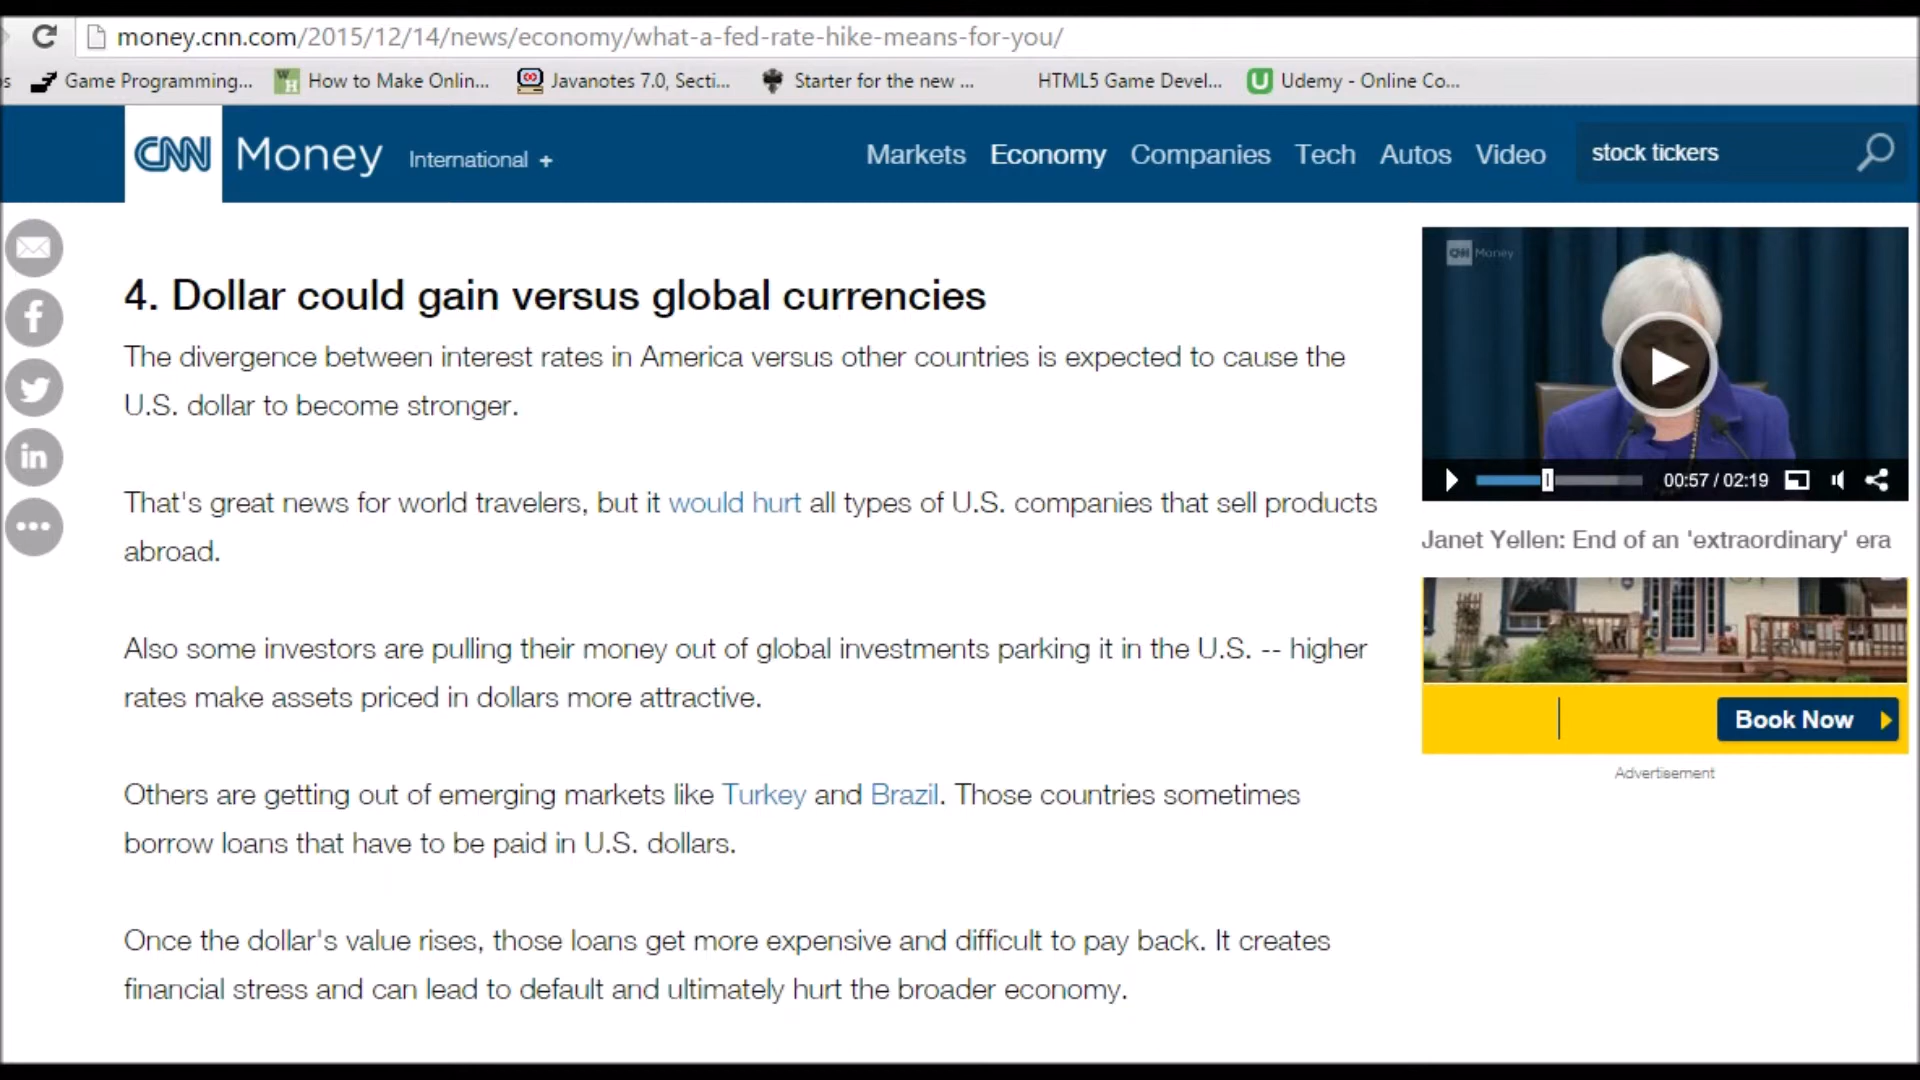 money.cnn.com/2015/12/14/news/economy/what-a-fed-rate-hike-means-for-you/
Game Programming... How to Make Onlin... Javanotes 7.0, Secti... Starter for the new ... HTML5 Game Devel... Udemy - Online Co...
CNN Money International + Markets Economy Companies Tech Autos Video stock tickers
4. Dollar could gain versus global currencies
The divergence between interest rates in America versus other countries is expected to cause the
U.S. dollar to become stronger.
That's great news for world travelers, but it would hurt all types of U.S. companies that sell products
abroad.
Also some investors are pulling their money out of global investments parking it in the U.S. -- higher
rates make assets priced in dollars more attractive.
Others are getting out of emerging markets like Turkey and Brazil. Those countries sometimes
borrow loans that have to be paid in U.S. dollars.
Once the dollar's value rises, those loans get more expensive and difficult to pay back. It creates
financial stress and can lead to default and ultimately hurt the broader economy.
CNN Money
00:57 / 02:19
Janet Yellen: End of an 'extraordinary' era
Book Now
Advertisement